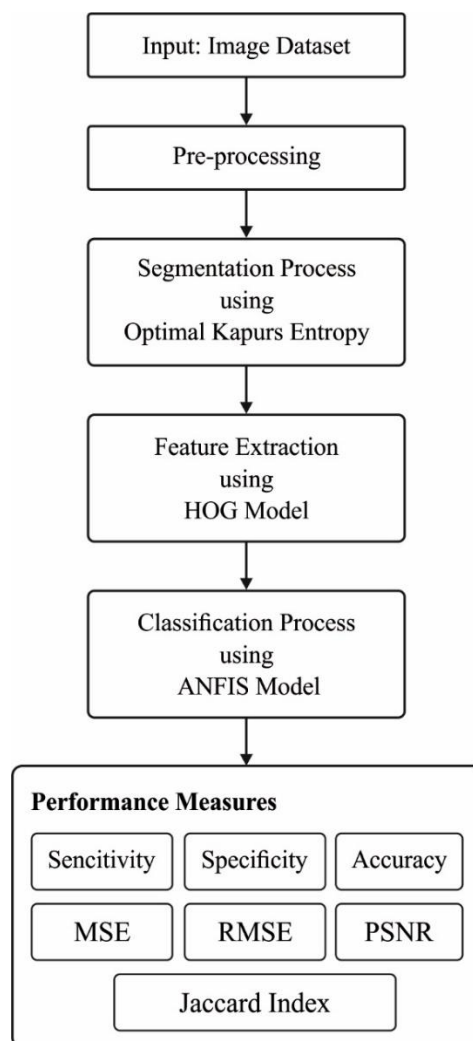 Input: Image Dataset
Pre-processing
Segmentation Process
using
Optimal Kapurs Entropy
Feature Extraction
using
HOG Model
Classification Process
using
ANFIS Model
Performance Measures
Sencitivity
Specificity
Accuracy
MSE
RMSE
PSNR
Jaccard Index